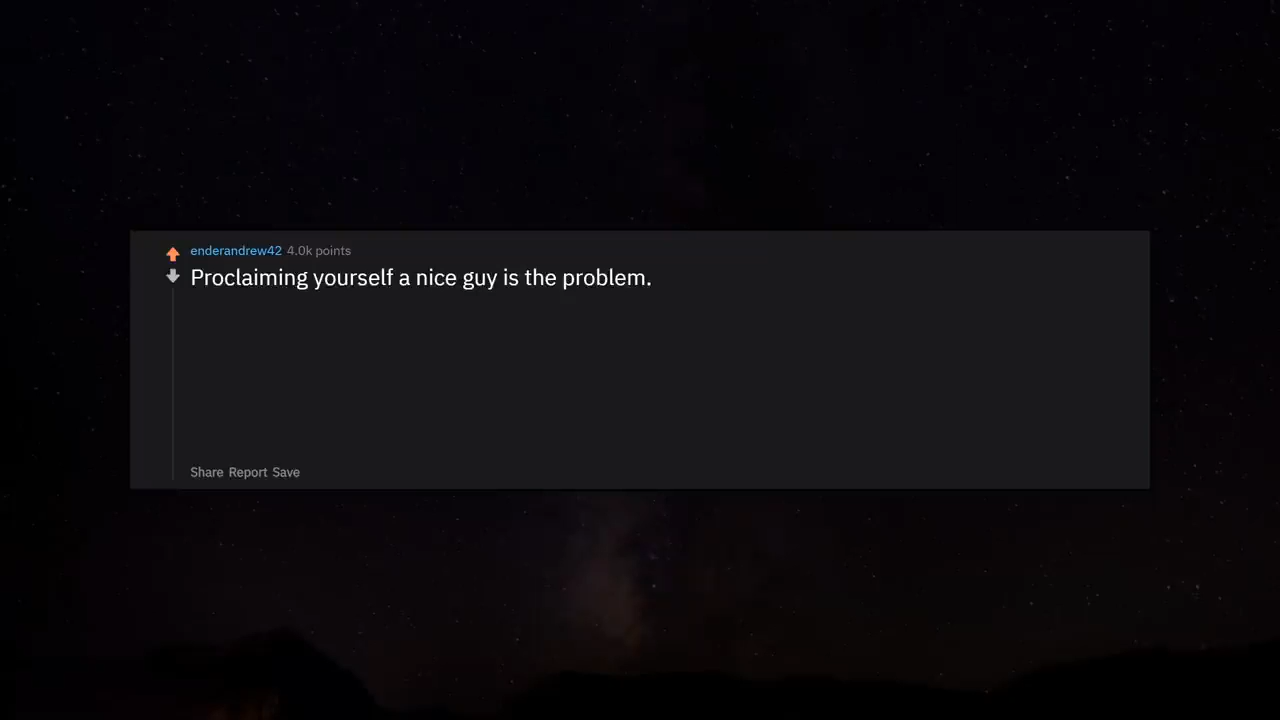 enderandrew42 4.0k points
Proclaiming yourself a nice guy is the problem.
Share Report Save